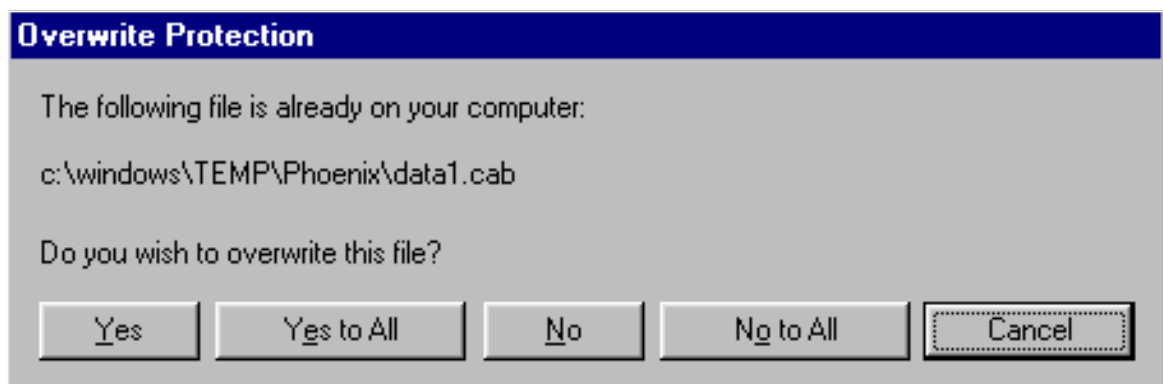 Overwrite Protection
The following file is already on your computer:
c:\windows\TEMP\Phoenix\data1.cab
Do you wish to overwrite this file?
Yes Yes to All No No to All Cancel